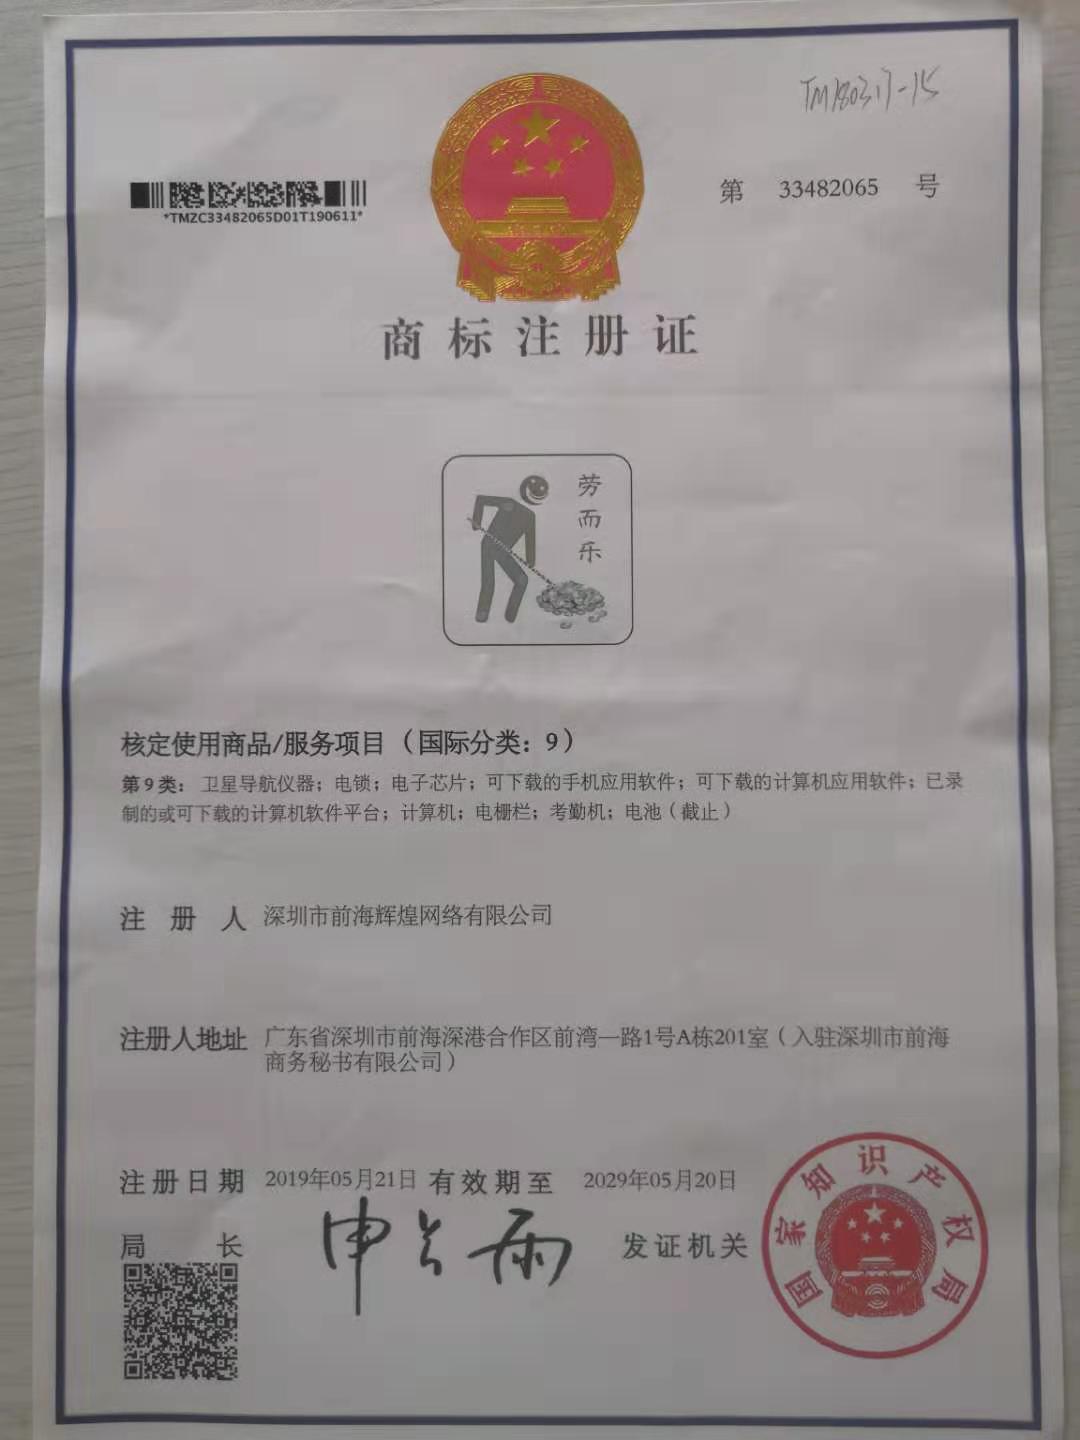 TM180317-15
*TMZC33482065D01T190611*
第 33482065 号
商标注册证
劳
而
乐
核定使用商品/服务项目（国际分类：9）
第9类：卫星导航仪器；电锁；电子芯片；可下载的手机应用软件；可下载的计算机应用软件；已录
制的或可下载的计算机软件平台；计算机；电栅栏；考勤机；电池（截止）
注册人 深圳市前海辉煌网络有限公司
注册人地址 广东省深圳市前海深港合作区前湾一路1号A栋201室（入驻深圳市前海
商务秘书有限公司）
注册日期 2019年05月21日 有效期至 2029年05月20日
局长 申长雨 发证机关
国家知识产权局